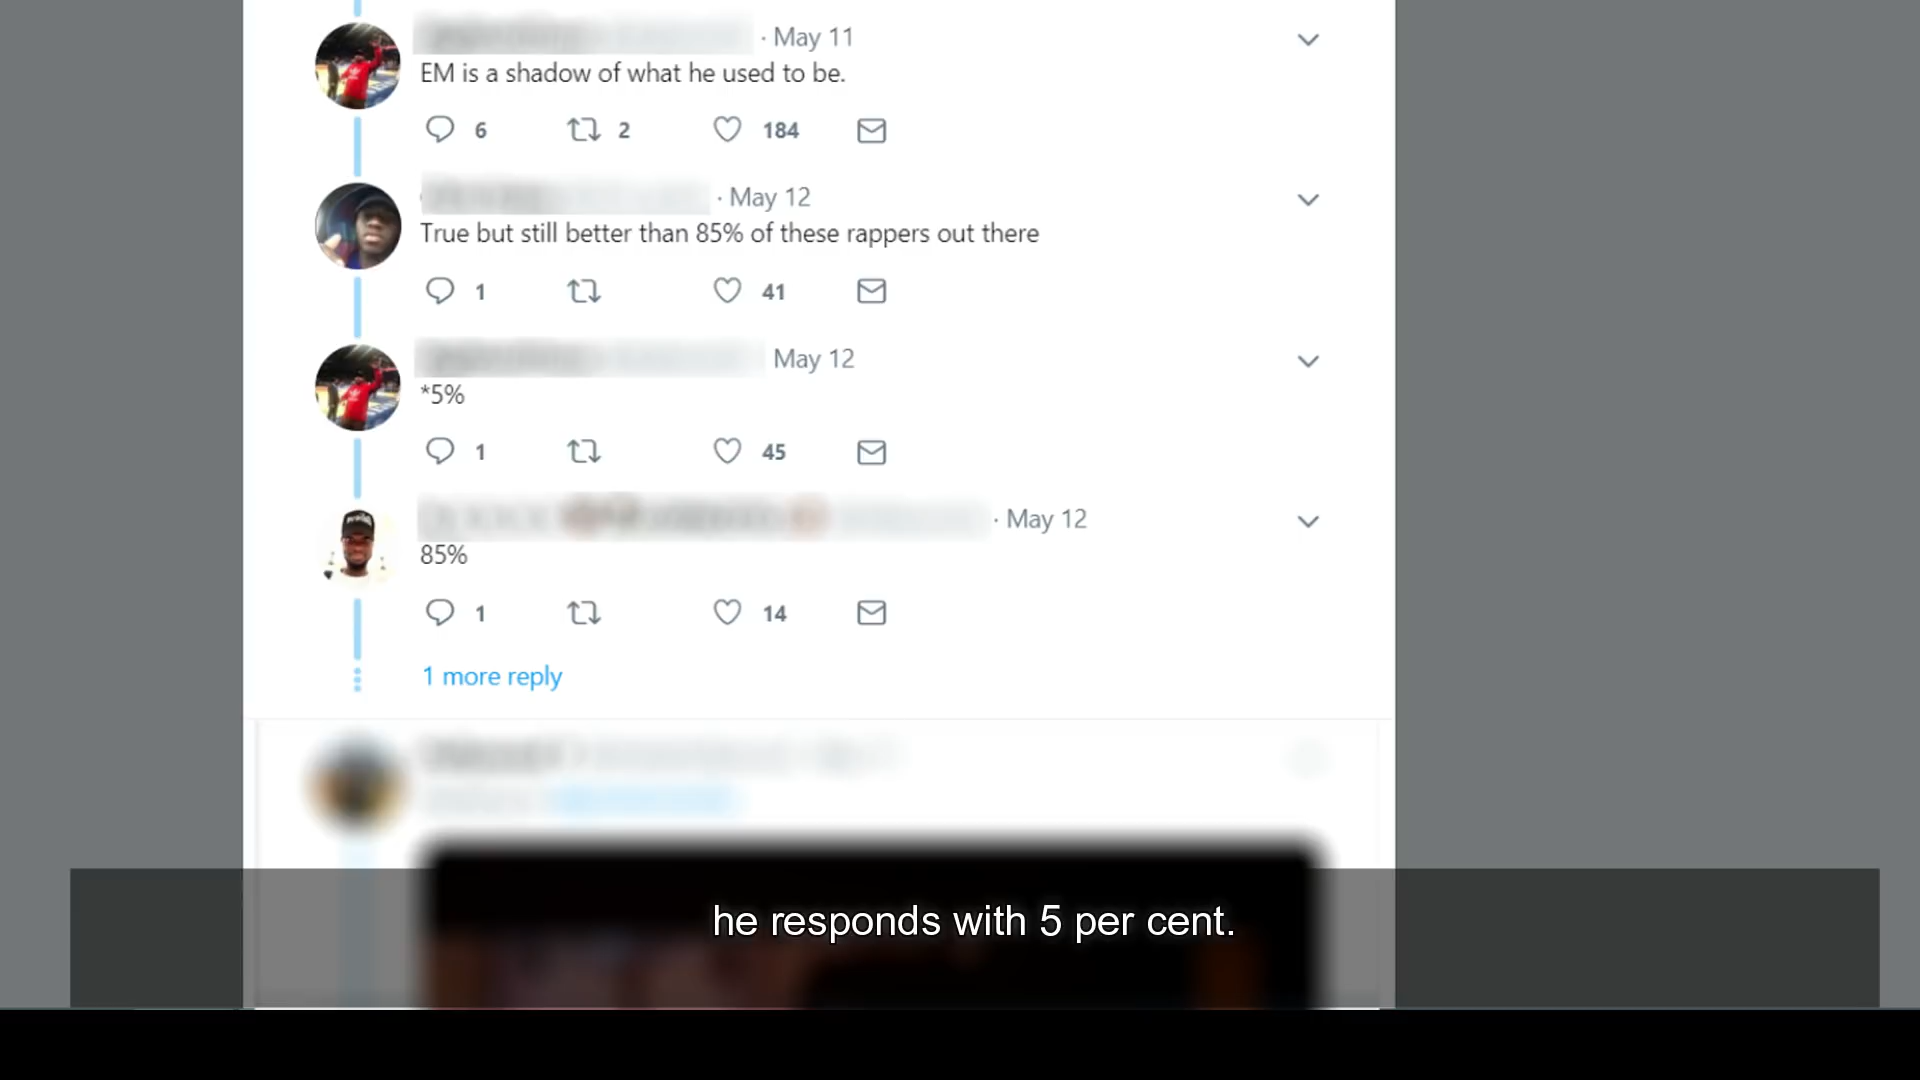 · May 11
EM is a shadow of what he used to be.
6 2 184
· May 12
True but still better than 85% of these rappers out there
1 41
May 12
*5%
1 45
· May 12
85%
1 14
1 more reply
he responds with 5 per cent.